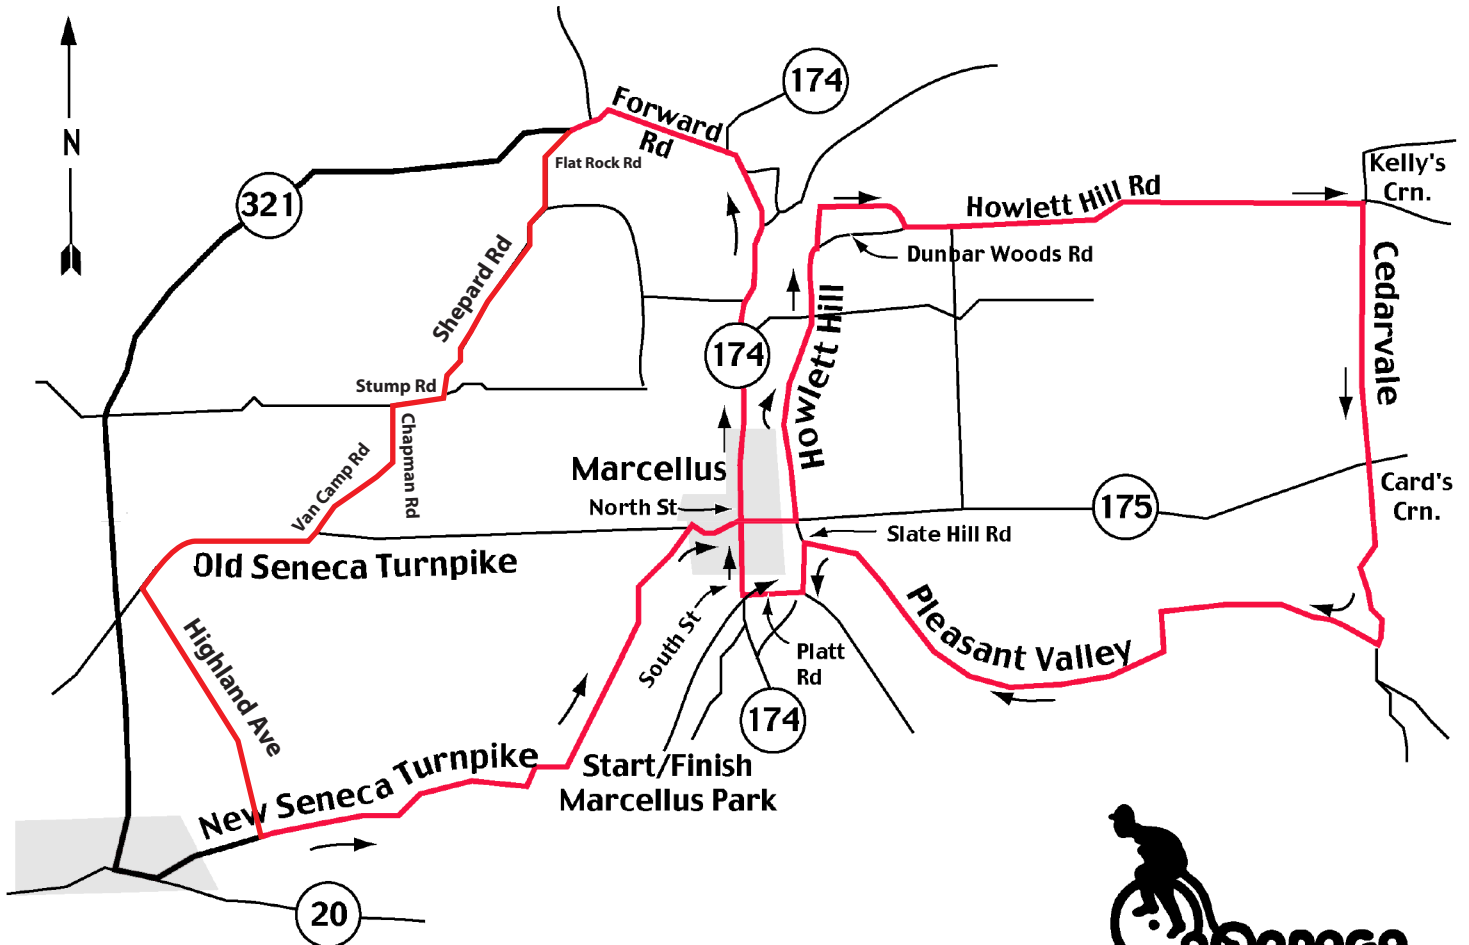 174
Forward
Rd
N
Flat Rock Rd
Kelly's
Crn.
321
Howlett Hill Rd
Dunbar Woods Rd
Shepard Rd
Cedarvale
Howlett Hill
174
Stump Rd
Chapman Rd
Van Camp Rd
Marcellus
North St
175
Card's
Crn.
Slate Hill Rd
Old Seneca Turnpike
Pleasant Valley
South St
Platt
Rd
Highland Ave
174
New Seneca Turnpike
Start/Finish
Marcellus Park
20